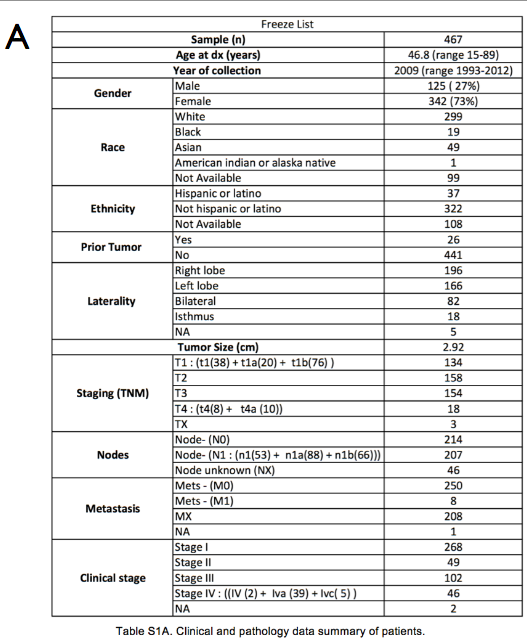 A
Freeze List
Sample (n) 467
Age at dx (years) 46.8 (range 15-89)
Year of collection 2009 (range 1993-2012)
Gender Male 125 ( 27%)
Female 342 (73%)
Race White 299
Black 19
Asian 49
American indian or alaska native 1
Not Available 99
Ethnicity Hispanic or latino 37
Not hispanic or latino 322
Not Available 108
Prior Tumor Yes 26
No 441
Laterality Right lobe 196
Left lobe 166
Bilateral 82
Isthmus 18
NA 5
Tumor Size (cm) 2.92
Staging (TNM) T1 : (t1(38) + t1a(20) + t1b(76) ) 134
T2 158
T3 154
T4 : (t4(8) + t4a (10)) 18
TX 3
Nodes Node- (N0) 214
Node- (N1 : (n1(53) + n1a(88) + n1b(66))) 207
Node unknown (NX) 46
Metastasis Mets - (M0) 250
Mets - (M1) 8
MX 208
NA 1
Clinical stage Stage I 268
Stage II 49
Stage III 102
Stage IV : ((IV (2) + Iva (39) + Ivc( 5) ) 46
NA 2
Table S1A. Clinical and pathology data summary of patients.